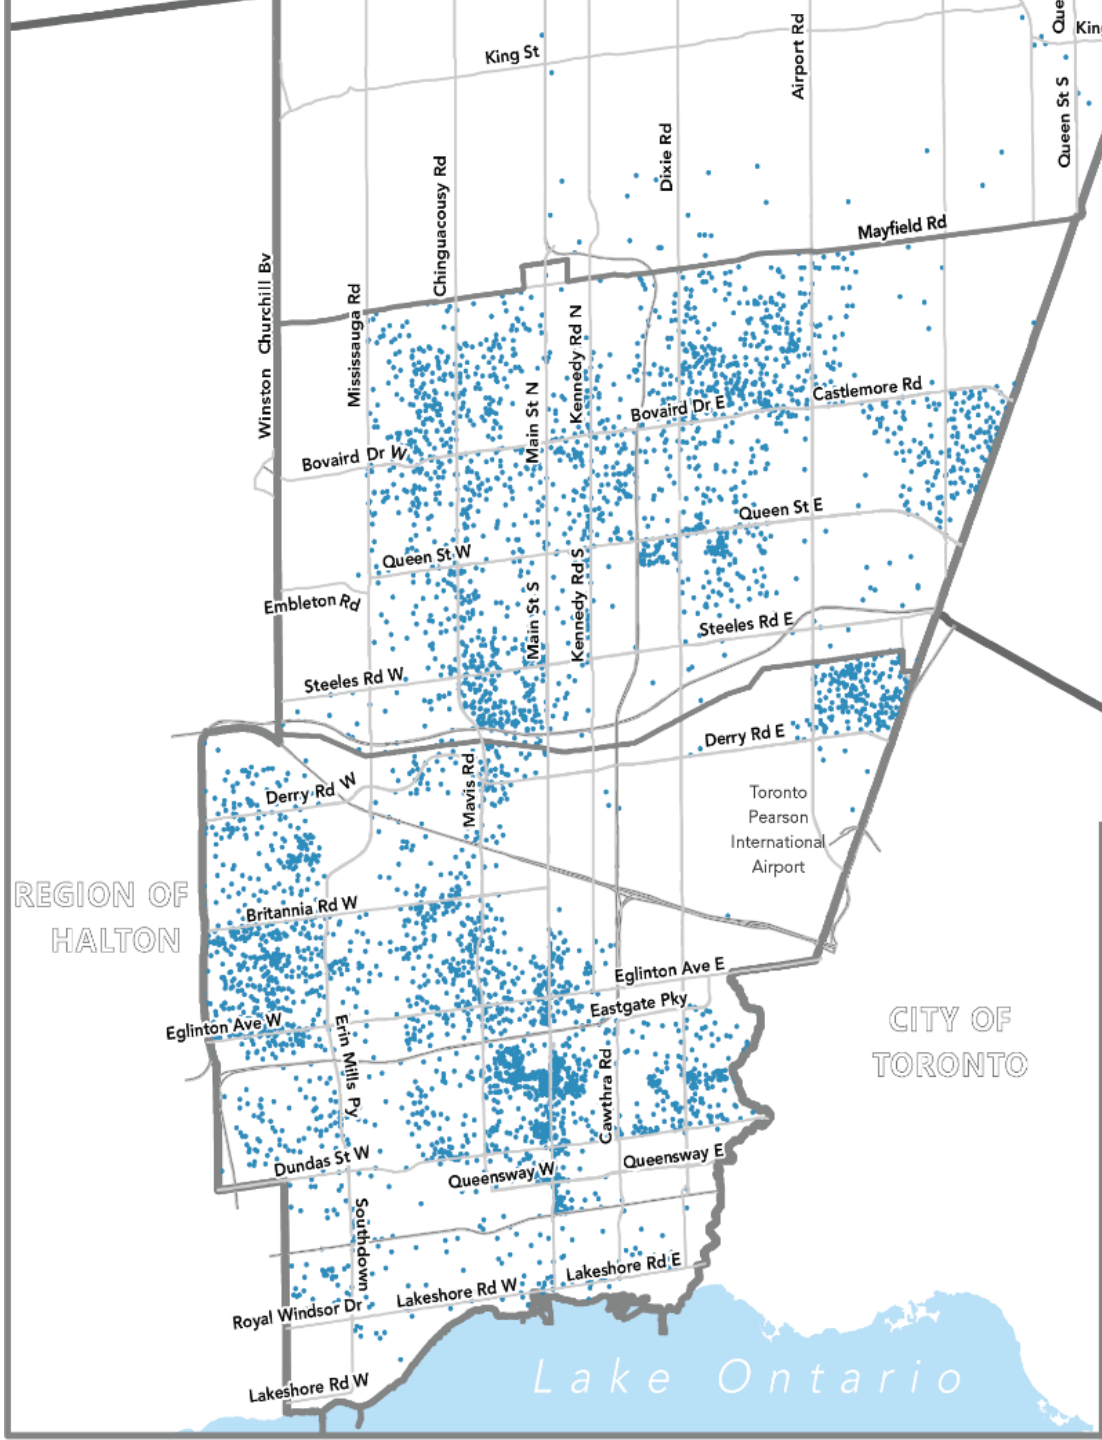 Que
King
King St
Airport Rd
Queen St S
Dixie Rd
Chinguacousy Rd
Mayfield Rd
Winston Churchill Bv
Mississauga Rd
Kennedy Rd N
Main St N
Castlemore Rd
Bovaird Dr E
Bovaird Dr W
Queen St E
Queen St W
Embleton Rd
Main St S
Kennedy Rd S
Steeles Rd E
Steeles Rd W
Derry Rd E
Mavis Rd
Derry Rd W
Toronto
Pearson
International
Airport
REGION OF
HALTON
Britannia Rd W
Eglinton Ave E
Eastgate Pky
Eglinton Ave W
Erin Mills Py
CITY OF
TORONTO
Cawthra Rd
Dundas St W
Queensway W
Queensway E
Southdown
Lakeshore Rd E
Lakeshore Rd W
Royal Windsor Dr
Lakeshore Rd W
Lake Ontario